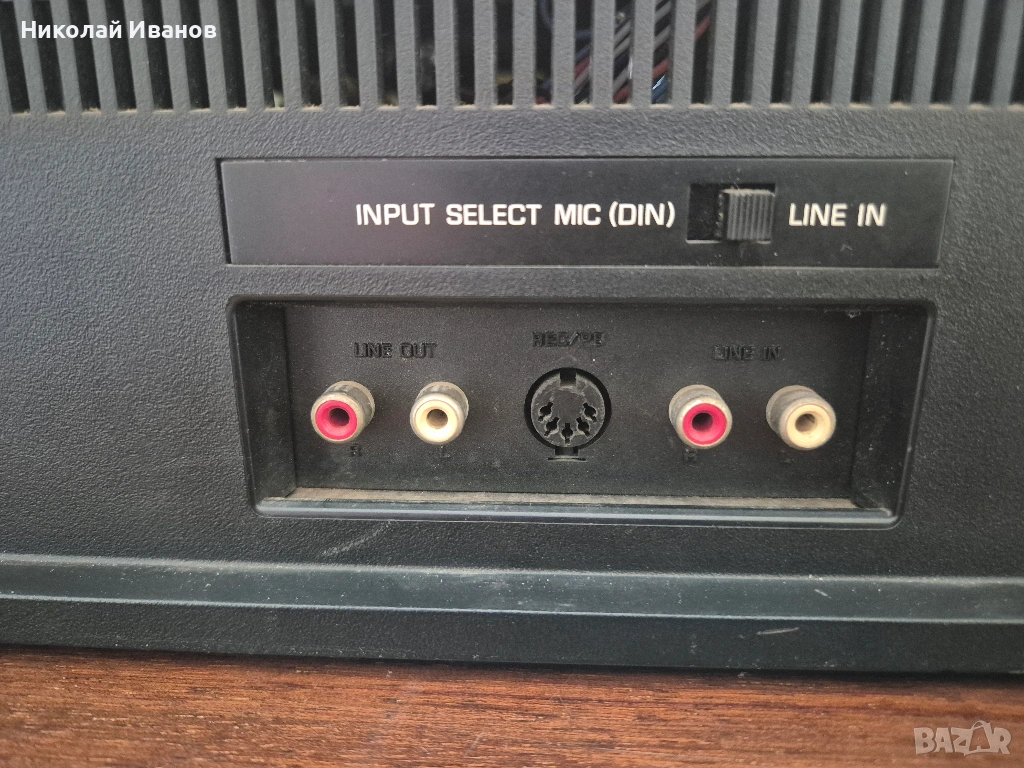 Николай Иванов
INPUT SELECT MIC (DIN) LINE IN
LINE OUT REC/PB LINE IN
R L R L
BAZAR